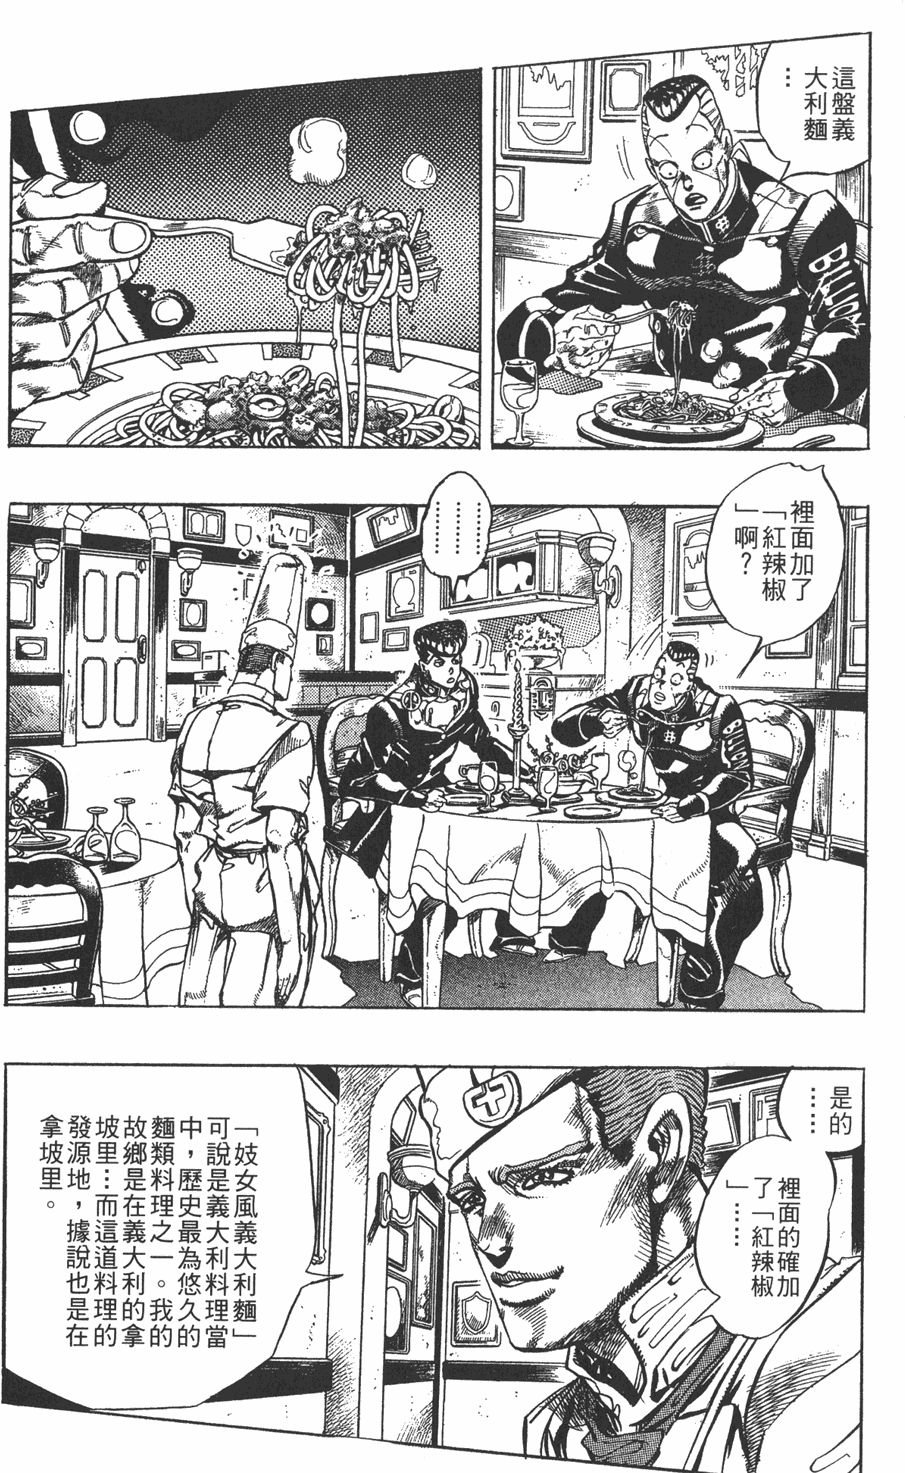 這盤義
大利麵
…
BILLION
裡面加了
「紅辣椒
」啊？
………
………
是的
……
裡面的確加
了「紅辣椒
」……
「妓女風義大利麵」
可說是義大利料理當
中，歷史最為悠久的
麵類料理之一。我的
故鄉是在義大利的拿
坡里…而這道料理的
發源地，據說也是在
拿坡里。